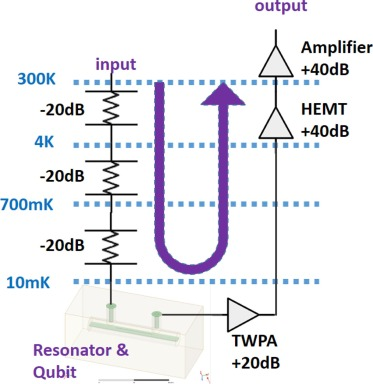 output
input
Amplifier
+40dB
300K
-20dB
HEMT
+40dB
4K
-20dB
700mK
-20dB
10mK
Resonator &
Qubit
TWPA
+20dB